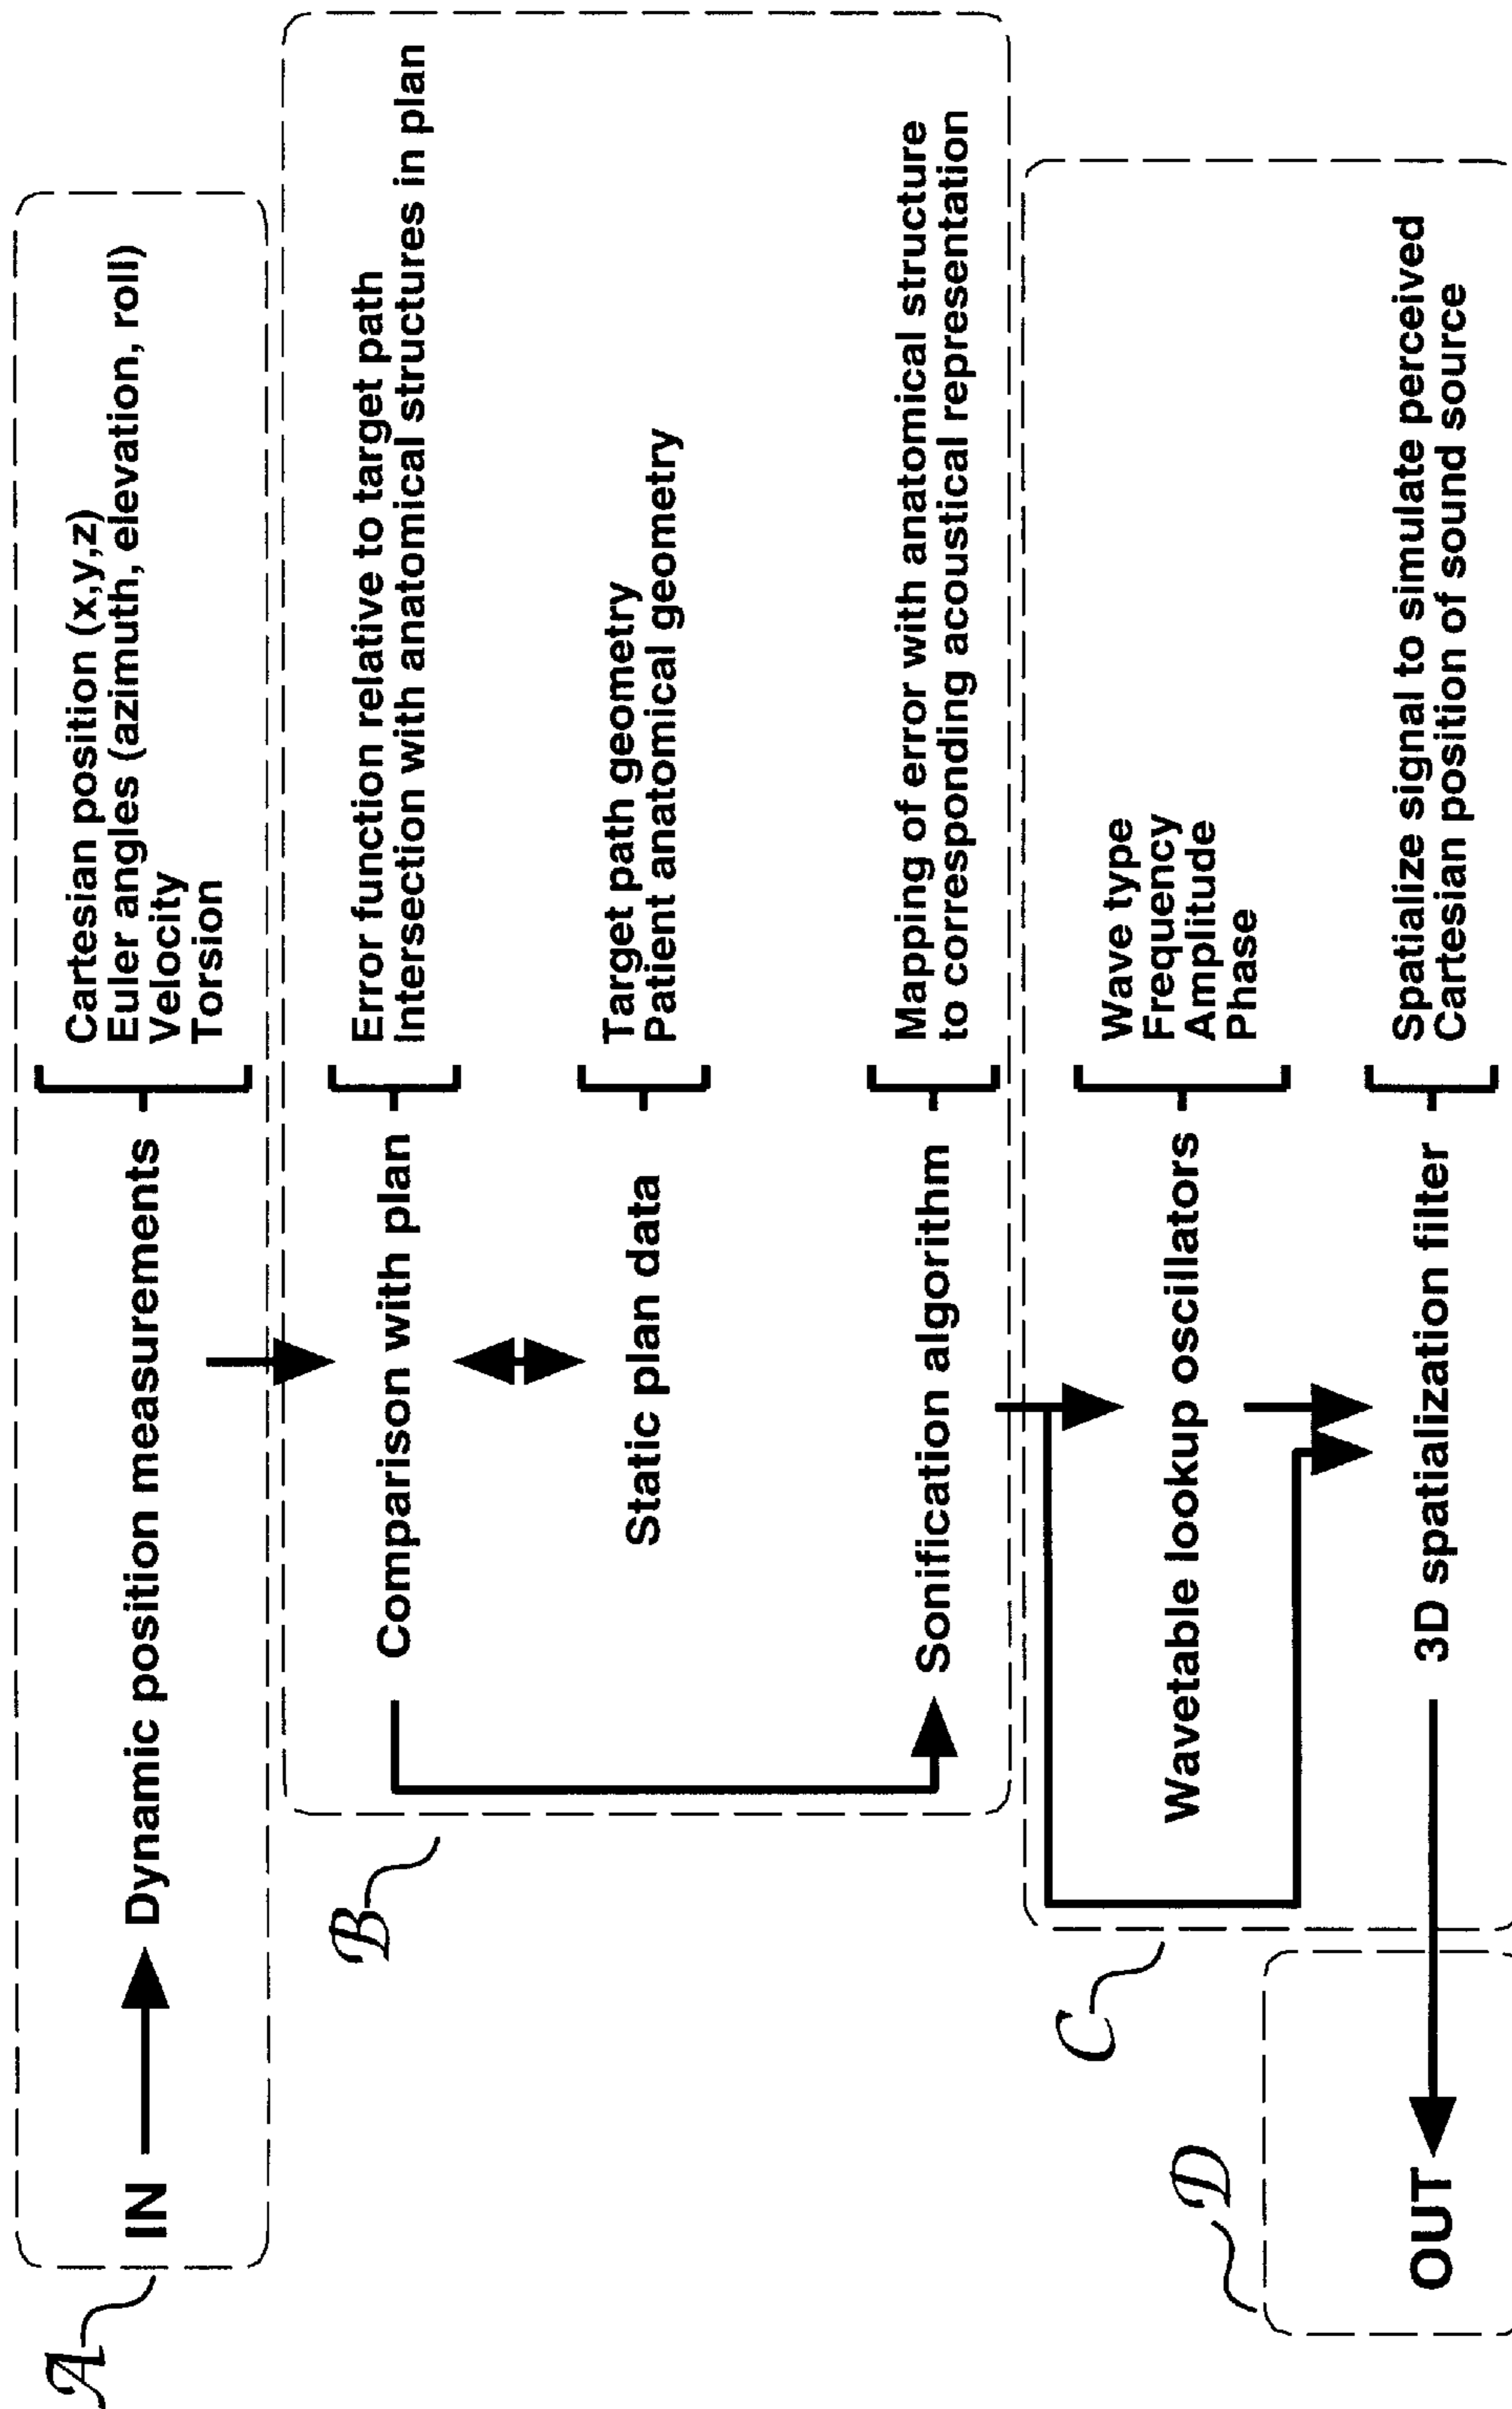 A
IN
Dynamic position measurements
Cartesian position (x,y,z)
Euler angles (azimuth, elevation, roll)
Velocity
Torsion
B
Comparison with plan
Error function relative to target path
Intersection with anatomical structures in plan
Static plan data
Target path geometry
Patient anatomical geometry
Sonification algorithm
Mapping of error with anatomical structure
to corresponding acoustical representation
C
Wavetable lookup oscillators
Wave type
Frequency
Amplitude
Phase
D
OUT
3D spatialization filter
Spatialize signal to simulate perceived
Cartesian position of sound source